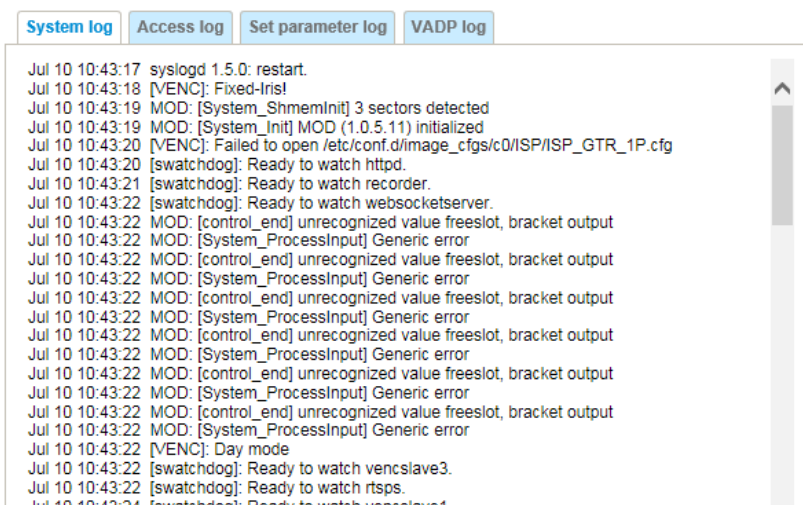 System log
Access log
Set parameter log
VADP log
Jul 10 10:43:17 syslogd 1.5.0: restart.
Jul 10 10:43:18 [VENC]: Fixed-Iris!
Jul 10 10:43:19 MOD: [System_ShmemInit] 3 sectors detected
Jul 10 10:43:19 MOD: [System_Init] MOD (1.0.5.11) initialized
Jul 10 10:43:20 [VENC]: Failed to open /etc/conf.d/image_cfgs/c0/ISP/ISP_GTR_1P.cfg
Jul 10 10:43:20 [swatchdog]: Ready to watch httpd.
Jul 10 10:43:21 [swatchdog]: Ready to watch recorder.
Jul 10 10:43:22 [swatchdog]: Ready to watch websocketserver.
Jul 10 10:43:22 MOD: [control_end] unrecognized value freeslot, bracket output
Jul 10 10:43:22 MOD: [System_ProcessInput] Generic error
Jul 10 10:43:22 MOD: [control_end] unrecognized value freeslot, bracket output
Jul 10 10:43:22 MOD: [System_ProcessInput] Generic error
Jul 10 10:43:22 MOD: [control_end] unrecognized value freeslot, bracket output
Jul 10 10:43:22 MOD: [System_ProcessInput] Generic error
Jul 10 10:43:22 MOD: [control_end] unrecognized value freeslot, bracket output
Jul 10 10:43:22 MOD: [System_ProcessInput] Generic error
Jul 10 10:43:22 MOD: [control_end] unrecognized value freeslot, bracket output
Jul 10 10:43:22 MOD: [System_ProcessInput] Generic error
Jul 10 10:43:22 MOD: [control_end] unrecognized value freeslot, bracket output
Jul 10 10:43:22 MOD: [System_ProcessInput] Generic error
Jul 10 10:43:22 [VENC]: Day mode
Jul 10 10:43:22 [swatchdog]: Ready to watch vencslave3.
Jul 10 10:43:22 [swatchdog]: Ready to watch rtsps.
Jul 10 10:43:24 [swatchdog]: Ready to watch